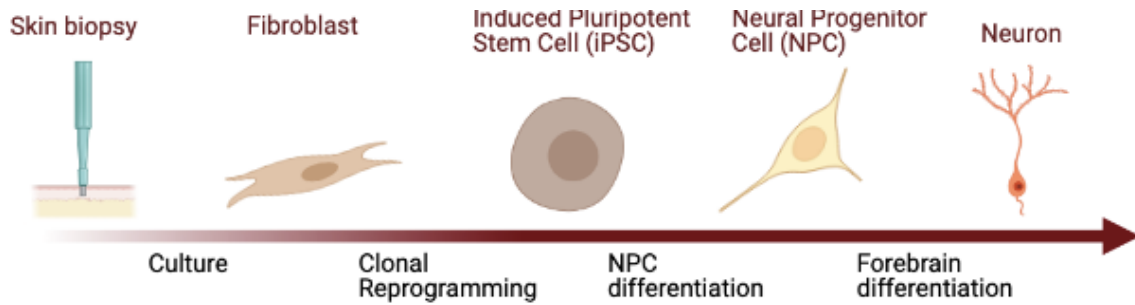 Skin biopsy
Fibroblast
Induced Pluripotent
Stem Cell (iPSC)
Neural Progenitor
Cell (NPC)
Neuron
Culture
Clonal
Reprogramming
NPC
differentiation
Forebrain
differentiation